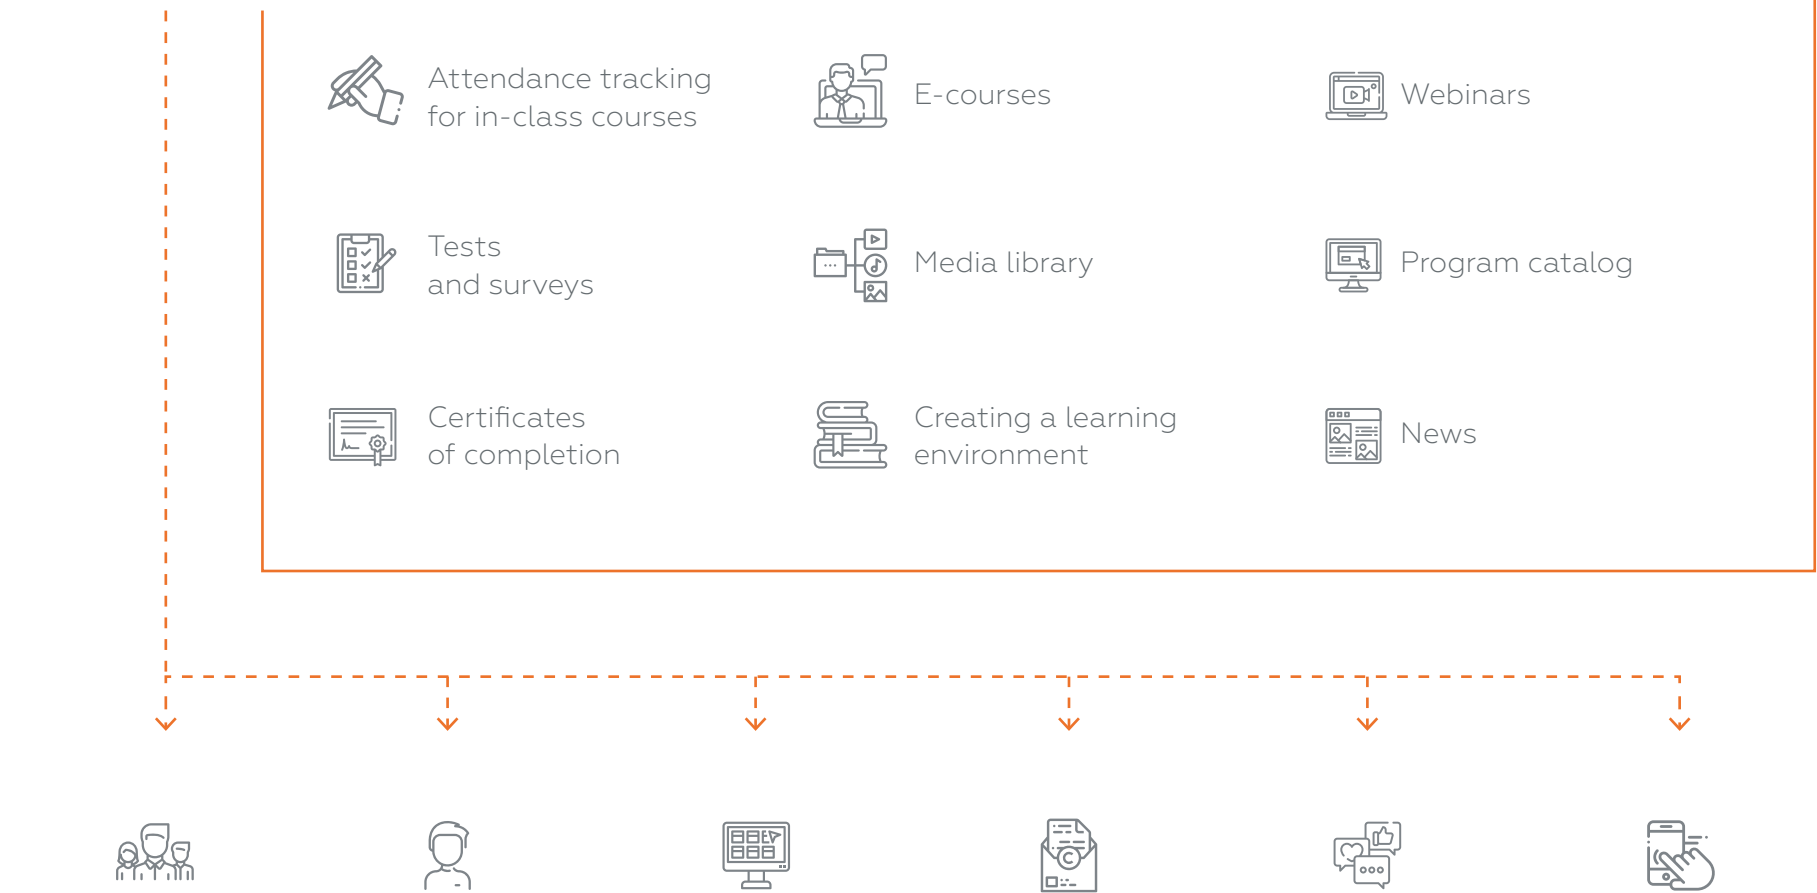 Attendance tracking
for in-class courses
E-courses
Webinars
Tests
and surveys
Media library
Program catalog
Certificates
of completion
Creating a learning
environment
News